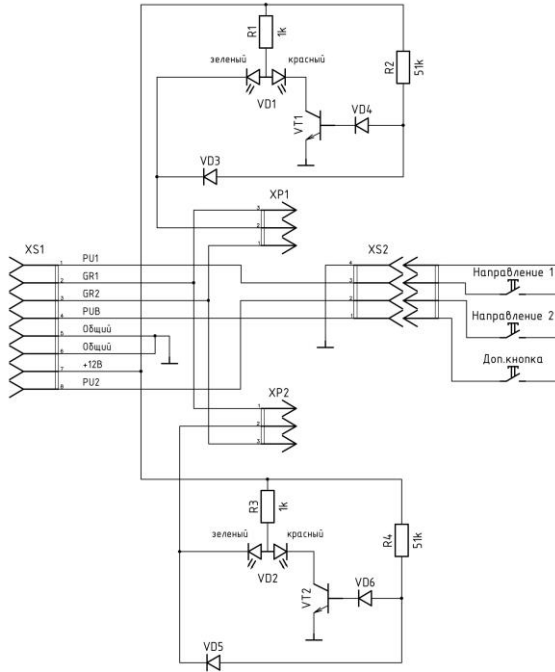 R1
1k
R2
51k
зеленый
красный
VD1
VT1
VD4
VD3
XP1
3
2
1
XS1
XS2
1 PU1
2 GR1
3 GR2
4 PUB
5 Общий
6 Общий
7 +12В
8 PU2
4
3
2
1
Направление 1
Направление 2
Доп.кнопка
XP2
1
2
3
R3
1k
R4
51k
зеленый
красный
VD2
VT2
VD6
VD5